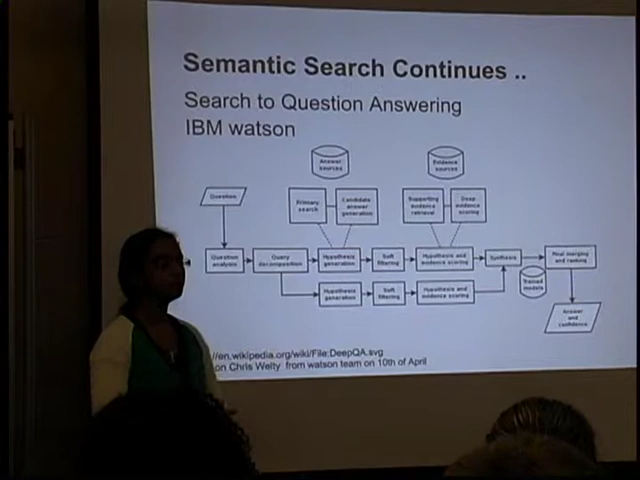 Semantic Search Continues ..
Search to Question Answering
IBM watson
Answer sources
Evidence sources
Question
Primary search
Candidate answer generation
Supporting evidence retrieval
Deep evidence scoring
Question analysis
Query decomposition
Hypothesis generation
Soft filtering
Hypothesis and evidence scoring
Synthesis
Final merging and ranking
Trained models
Hypothesis generation
Soft filtering
Hypothesis and evidence scoring
Answer and confidence
//en.wikipedia.org/wiki/File:DeepQA.svg
on Chris Welty from watson team on 10th of April